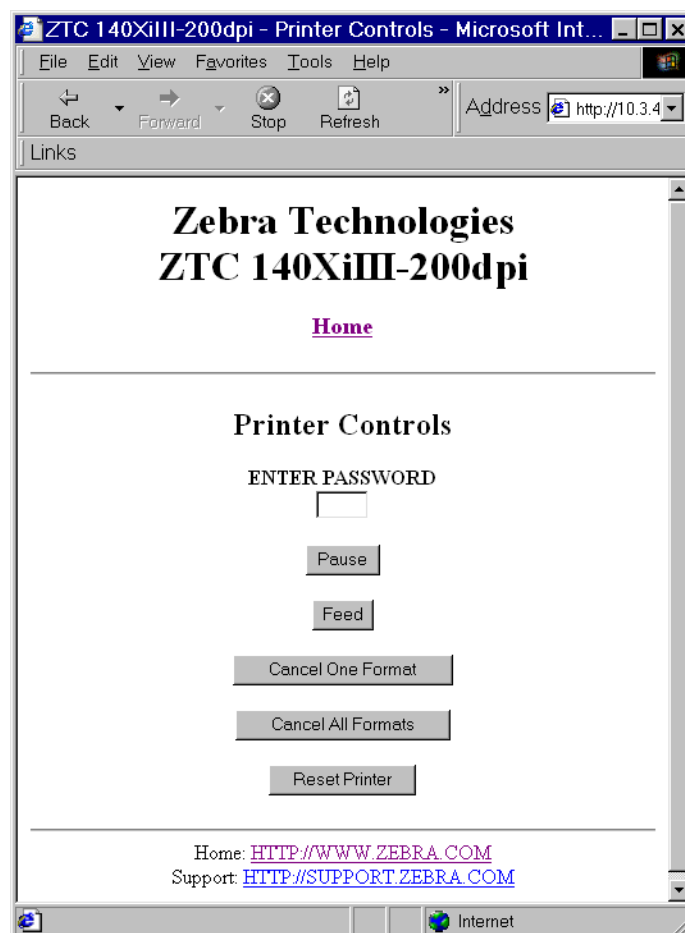 ZTC 140XiIII-200dpi - Printer Controls - Microsoft Int...
File Edit View Favorites Tools Help
Back Forward Stop Refresh » Address http://10.3.4
Links
Zebra Technologies
ZTC 140XiIII-200dpi
Home
Printer Controls
ENTER PASSWORD
Pause
Feed
Cancel One Format
Cancel All Formats
Reset Printer
Home: HTTP://WWW.ZEBRA.COM
Support: HTTP://SUPPORT.ZEBRA.COM
Internet